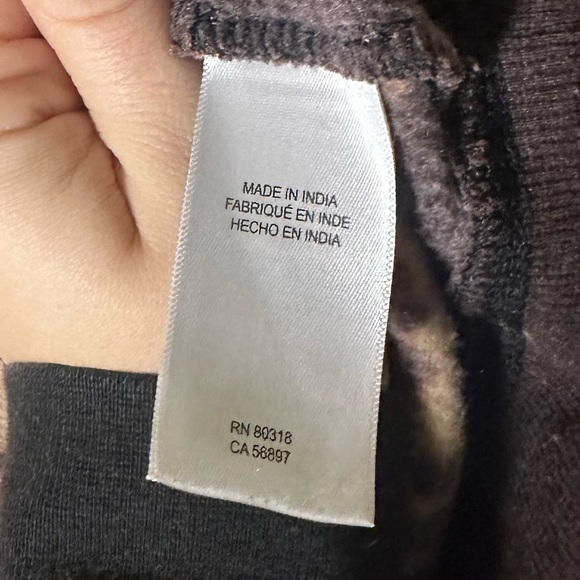 MADE IN INDIA
FABRIQUÉ EN INDE
HECHO EN INDIA
RN 80318
CA 56897